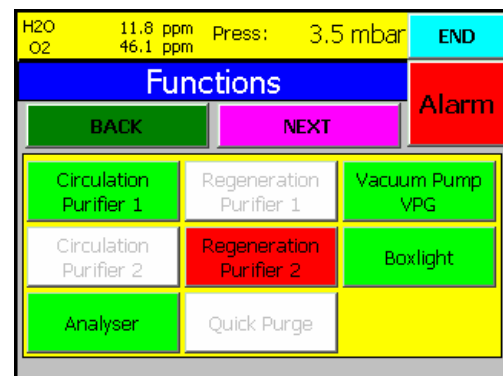 H2O 11.8 ppm Press: 3.5 mbar END
O2 46.1 ppm
Functions
Alarm
BACK NEXT
Circulation Purifier 1
Regeneration Purifier 1
Vacuum Pump VPG
Circulation Purifier 2
Regeneration Purifier 2
Boxlight
Analyser
Quick Purge